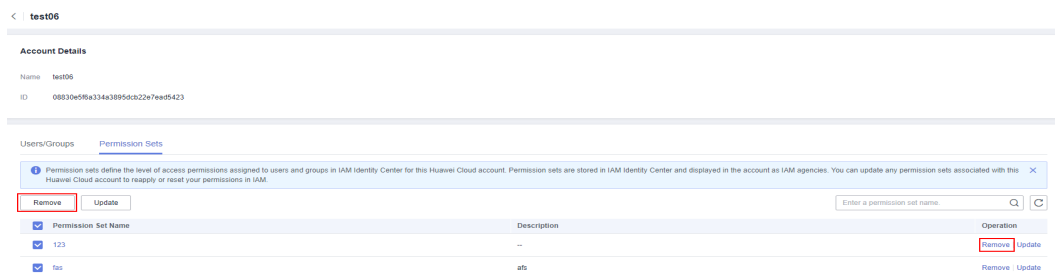 < test06
Account Details
Name test06
ID 08830e5f6a334a3895dcb22e7ead5423
Users/Groups Permission Sets
Permission sets define the level of access permissions assigned to users and groups in IAM Identity Center for this Huawei Cloud account. Permission sets are stored in IAM Identity Center and displayed in the account as IAM agencies. You can update any permission sets associated with this
Huawei Cloud account to reapply or reset your permissions in IAM.
Remove Update Enter a permission set name.
Permission Set Name Description Operation
123 -- Remove Update
fas afs Remove Update